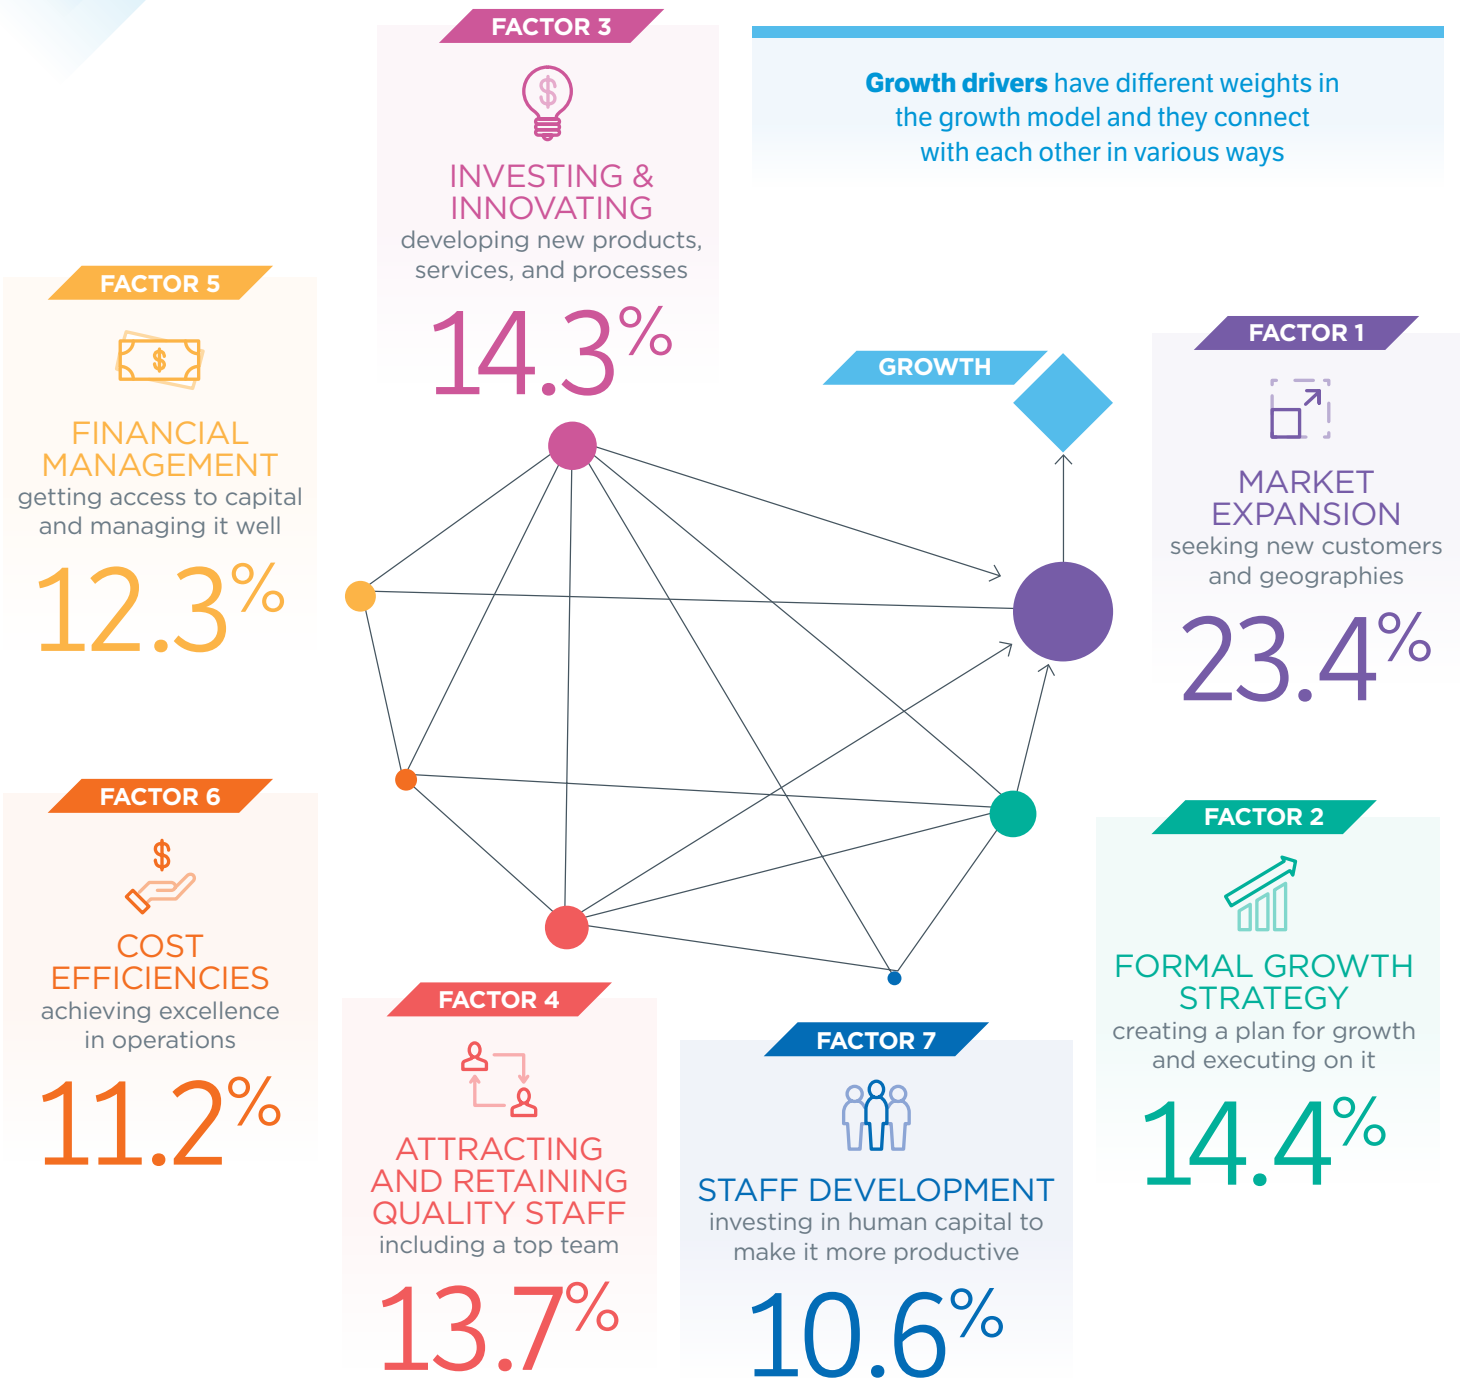 FACTOR 3
$
INVESTING &
INNOVATING
developing new products,
services, and processes
14.3%
Growth drivers have different weights in
the growth model and they connect
with each other in various ways
FACTOR 5
$
FINANCIAL
MANAGEMENT
getting access to capital
and managing it well
12.3%
GROWTH
FACTOR 1
MARKET
EXPANSION
seeking new customers
and geographies
23.4%
FACTOR 6
$
COST
EFFICIENCIES
achieving excellence
in operations
11.2%
FACTOR 4
ATTRACTING
AND RETAINING
QUALITY STAFF
including a top team
13.7%
FACTOR 7
STAFF DEVELOPMENT
investing in human capital to
make it more productive
10.6%
FACTOR 2
FORMAL GROWTH
STRATEGY
creating a plan for growth
and executing on it
14.4%